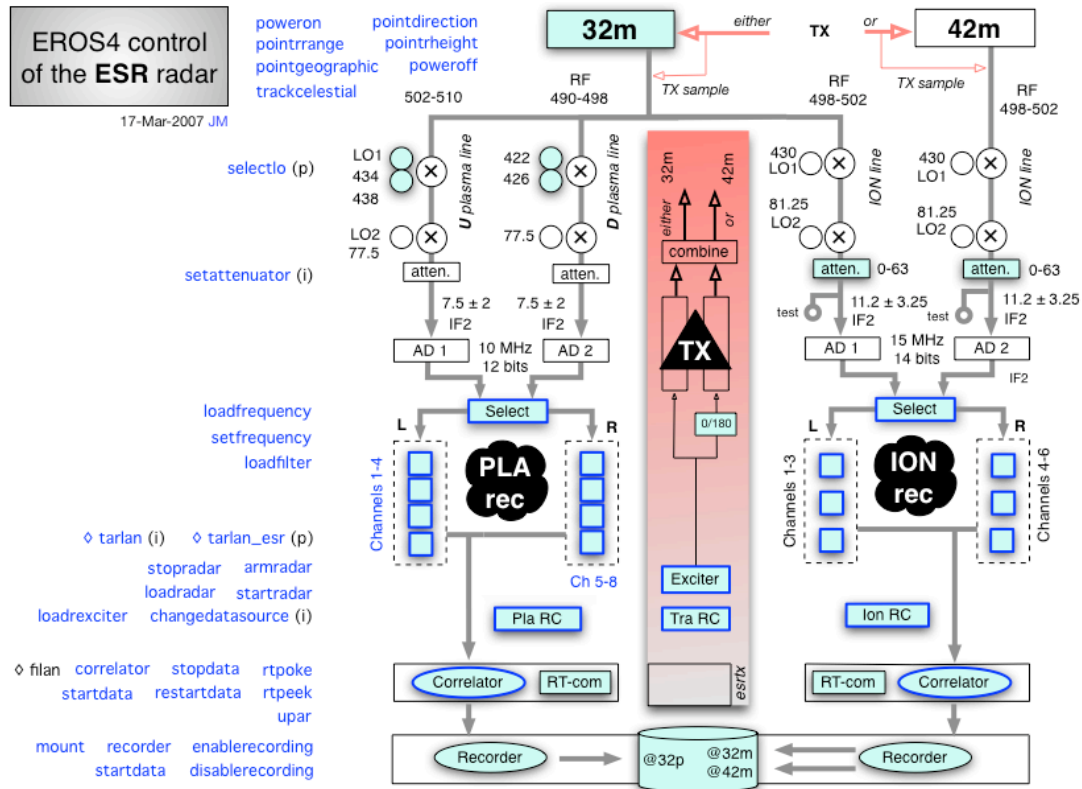 EROS4 control
of the ESR radar
17-Mar-2007 JM
poweron pointdirection
pointrrange pointrheight
pointgeographic poweroff
trackcelestial
32m
either
TX
or
42m
TX sample
TX sample
502-510
RF
490-498
RF
498-502
RF
498-502
selectlo (p)
LO1
434
438
U plasma line
422
426
D plasma line
430
LO1
ION line
430
LO1
ION line
LO2
77.5
77.5
81.25
LO2
81.25
LO2
setattenuator (i)
atten.
atten.
atten.
0-63
atten.
0-63
32m
42m
either
or
combine
TX
0/180
7.5 ± 2
IF2
7.5 ± 2
IF2
test
11.2 ± 3.25
IF2
test
11.2 ± 3.25
IF2
AD 1
10 MHz
12 bits
AD 2
AD 1
15 MHz
14 bits
AD 2
IF2
loadfrequency
setfrequency
loadfilter
L
Select
R
L
Select
R
Channels 1-4
PLA
rec
Ch 5-8
Channels 1-3
ION
rec
Channels 4-6
◊ tarlan (i) ◊ tarlan_esr (p)
stopradar armradar
loadradar startradar
loadrexciter changedatasource (i)
Exciter
Pla RC
Tra RC
Ion RC
esrtx
◊ filan correlator stopdata rtpoke
startdata restartdata rtpeek
upar
Correlator
RT-com
RT-com
Correlator
mount recorder enablerecording
startdata disablerecording
Recorder
@32p
@32m
@42m
Recorder